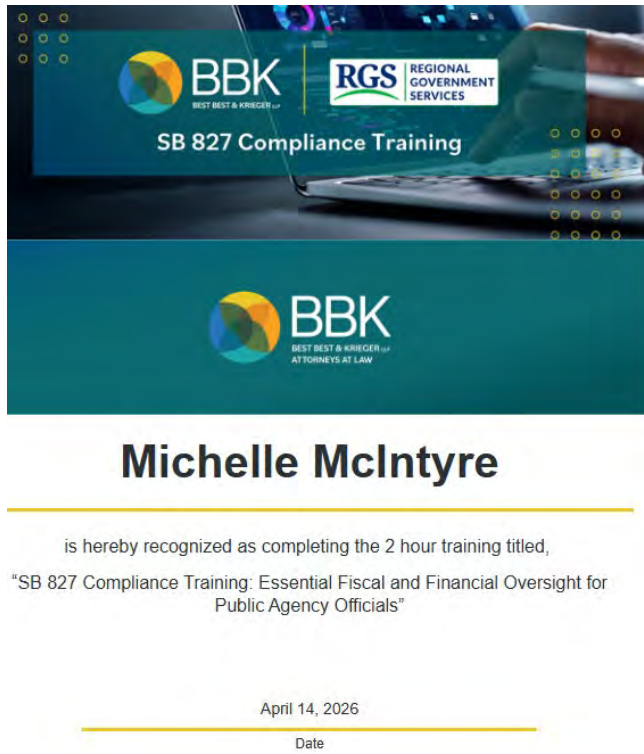 BBK
BEST BEST & KRIEGER LLP
RGS
REGIONAL
GOVERNMENT
SERVICES
SB 827 Compliance Training
BBK
BEST BEST & KRIEGER LLP
ATTORNEYS AT LAW
Michelle McIntyre
is hereby recognized as completing the 2 hour training titled,
“SB 827 Compliance Training: Essential Fiscal and Financial Oversight for
Public Agency Officials”
April 14, 2026
Date